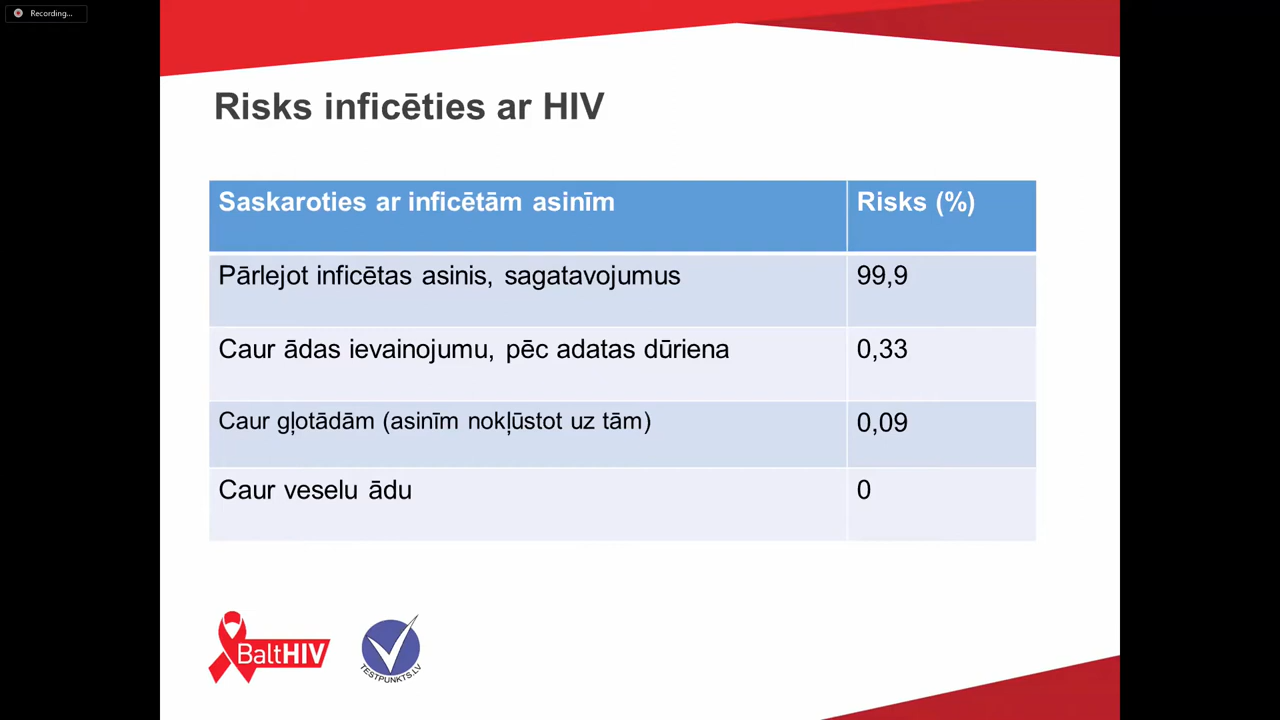 Recording...
Risks inficēties ar HIV
Saskaroties ar inficētām asinīm Risks (%)
Pārlejot inficētas asinis, sagatavojumus 99,9
Caur ādas ievainojumu, pēc adatas dūriena 0,33
Caur gļotādām (asinīm nokļūstot uz tām) 0,09
Caur veselu ādu 0
BaltHIV
TESTPUNKTS.LV